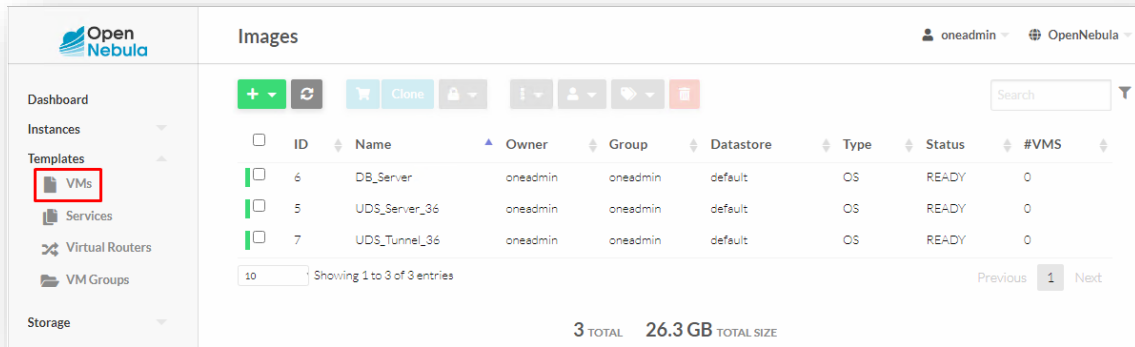 Open
Nebula
Images
oneadmin
OpenNebula
Dashboard
Instances
Templates
VMs
Services
Virtual Routers
VM Groups
Storage
Clone
Search
ID Name Owner Group Datastore Type Status #VMS
6 DB_Server oneadmin oneadmin default OS READY 0
5 UDS_Server_36 oneadmin oneadmin default OS READY 0
7 UDS_Tunnel_36 oneadmin oneadmin default OS READY 0
10 Showing 1 to 3 of 3 entries
Previous 1 Next
3 TOTAL 26.3 GB TOTAL SIZE